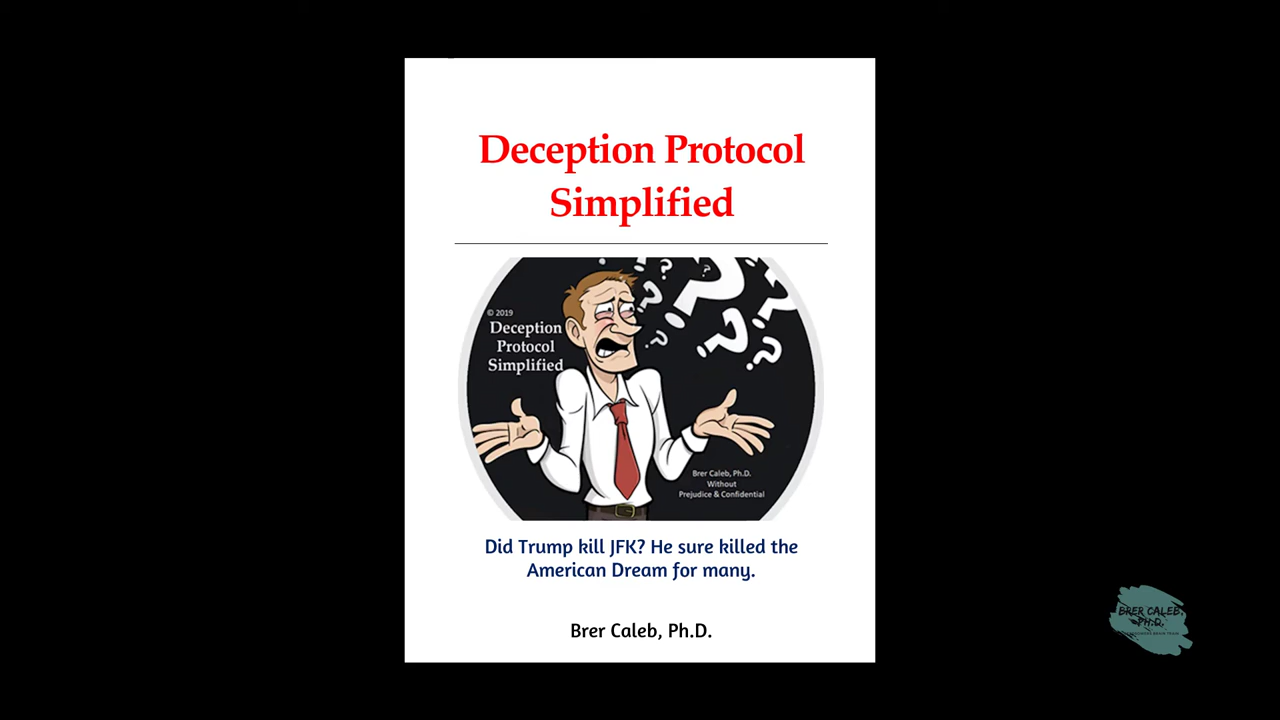 Deception Protocol
Simplified
© 2019
Deception
Protocol
Simplified
Brer Caleb, Ph.D.
Without
Prejudice & Confidential
Did Trump kill JFK? He sure killed the
American Dream for many.
Brer Caleb, Ph.D.
BRER CALEB,
PH.D.